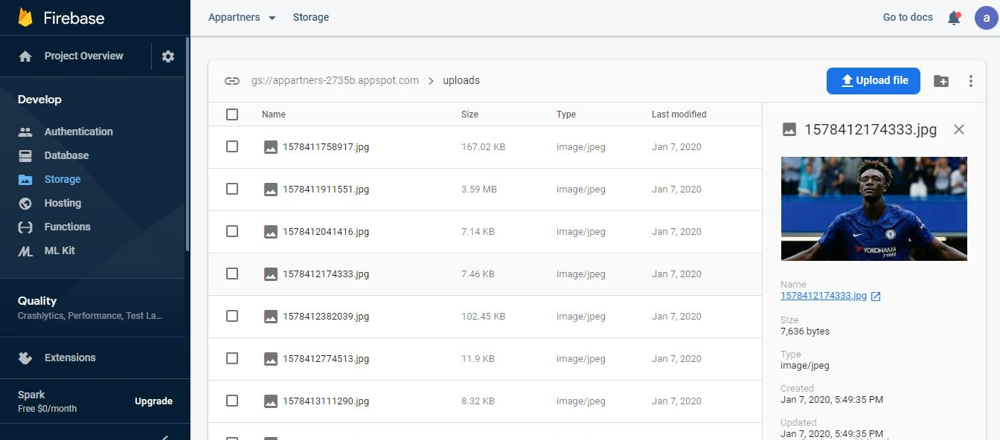 Firebase
Appartners
Storage
Go to docs
a
Project Overview
Develop
Authentication
Database
Storage
Hosting
Functions
ML Kit
Quality
Crashlytics, Performance, Test La...
Extensions
Spark
Free $0/month
Upgrade
gs://appartners-2735b.appspot.com > uploads
Upload file
Name Size Type Last modified
1578411758917.jpg 167.02 KB image/jpeg Jan 7, 2020
1578411911551.jpg 3.59 MB image/jpeg Jan 7, 2020
1578412041416.jpg 7.14 KB image/jpeg Jan 7, 2020
1578412174333.jpg 7.46 KB image/jpeg Jan 7, 2020
1578412382039.jpg 102.45 KB image/jpeg Jan 7, 2020
1578412774513.jpg 11.9 KB image/jpeg Jan 7, 2020
1578413111290.jpg 8.32 KB image/jpeg Jan 7, 2020
1578412174333.jpg
YOKOHAMA
TYRES
Name
1578412174333.jpg
Size
7,636 bytes
Type
image/jpeg
Created
Jan 7, 2020, 5:49:35 PM
Updated
Jan 7, 2020, 5:49:35 PM